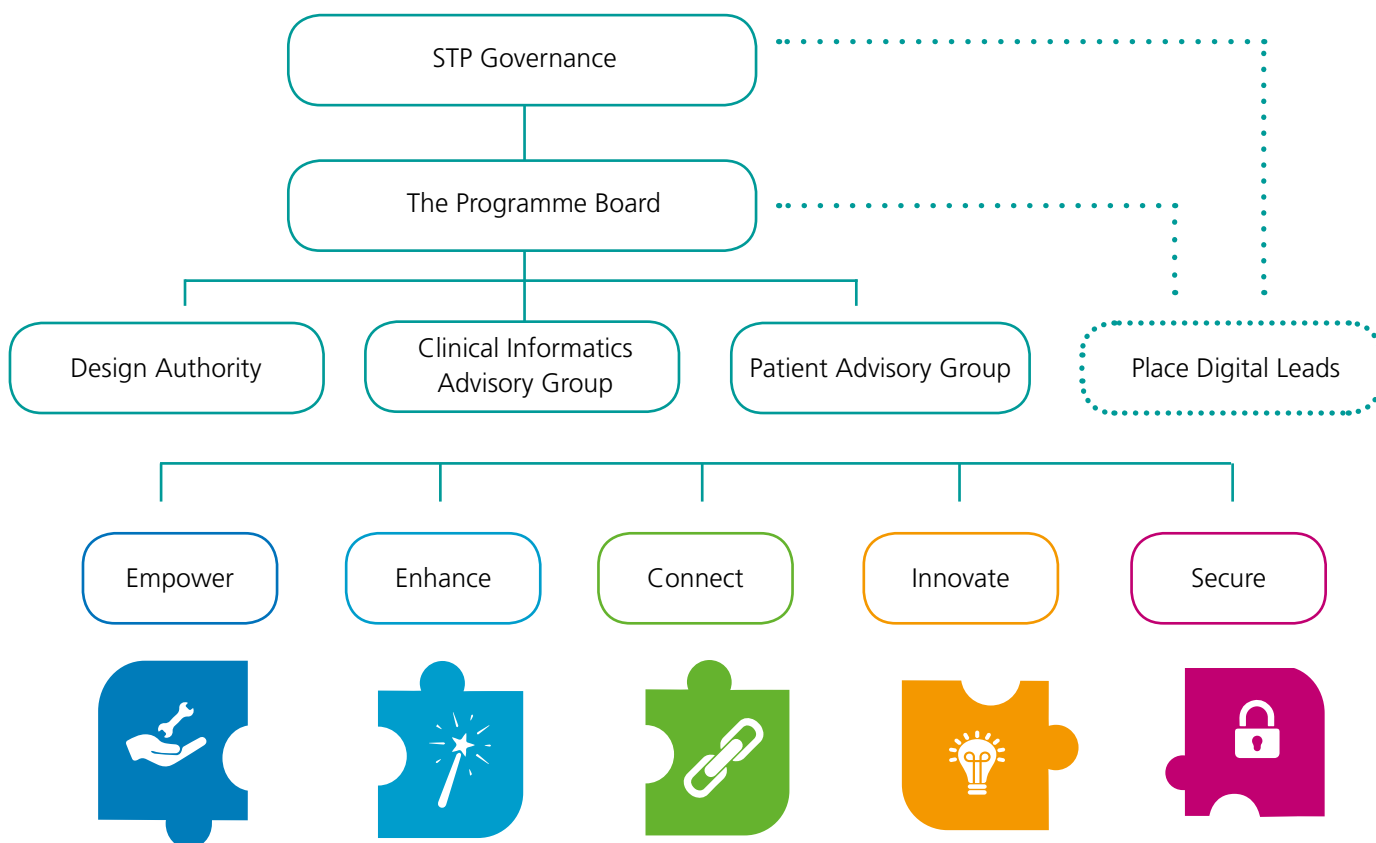 STP Governance
The Programme Board
Design Authority
Clinical Informatics
Advisory Group
Patient Advisory Group
Place Digital Leads
Empower
Enhance
Connect
Innovate
Secure